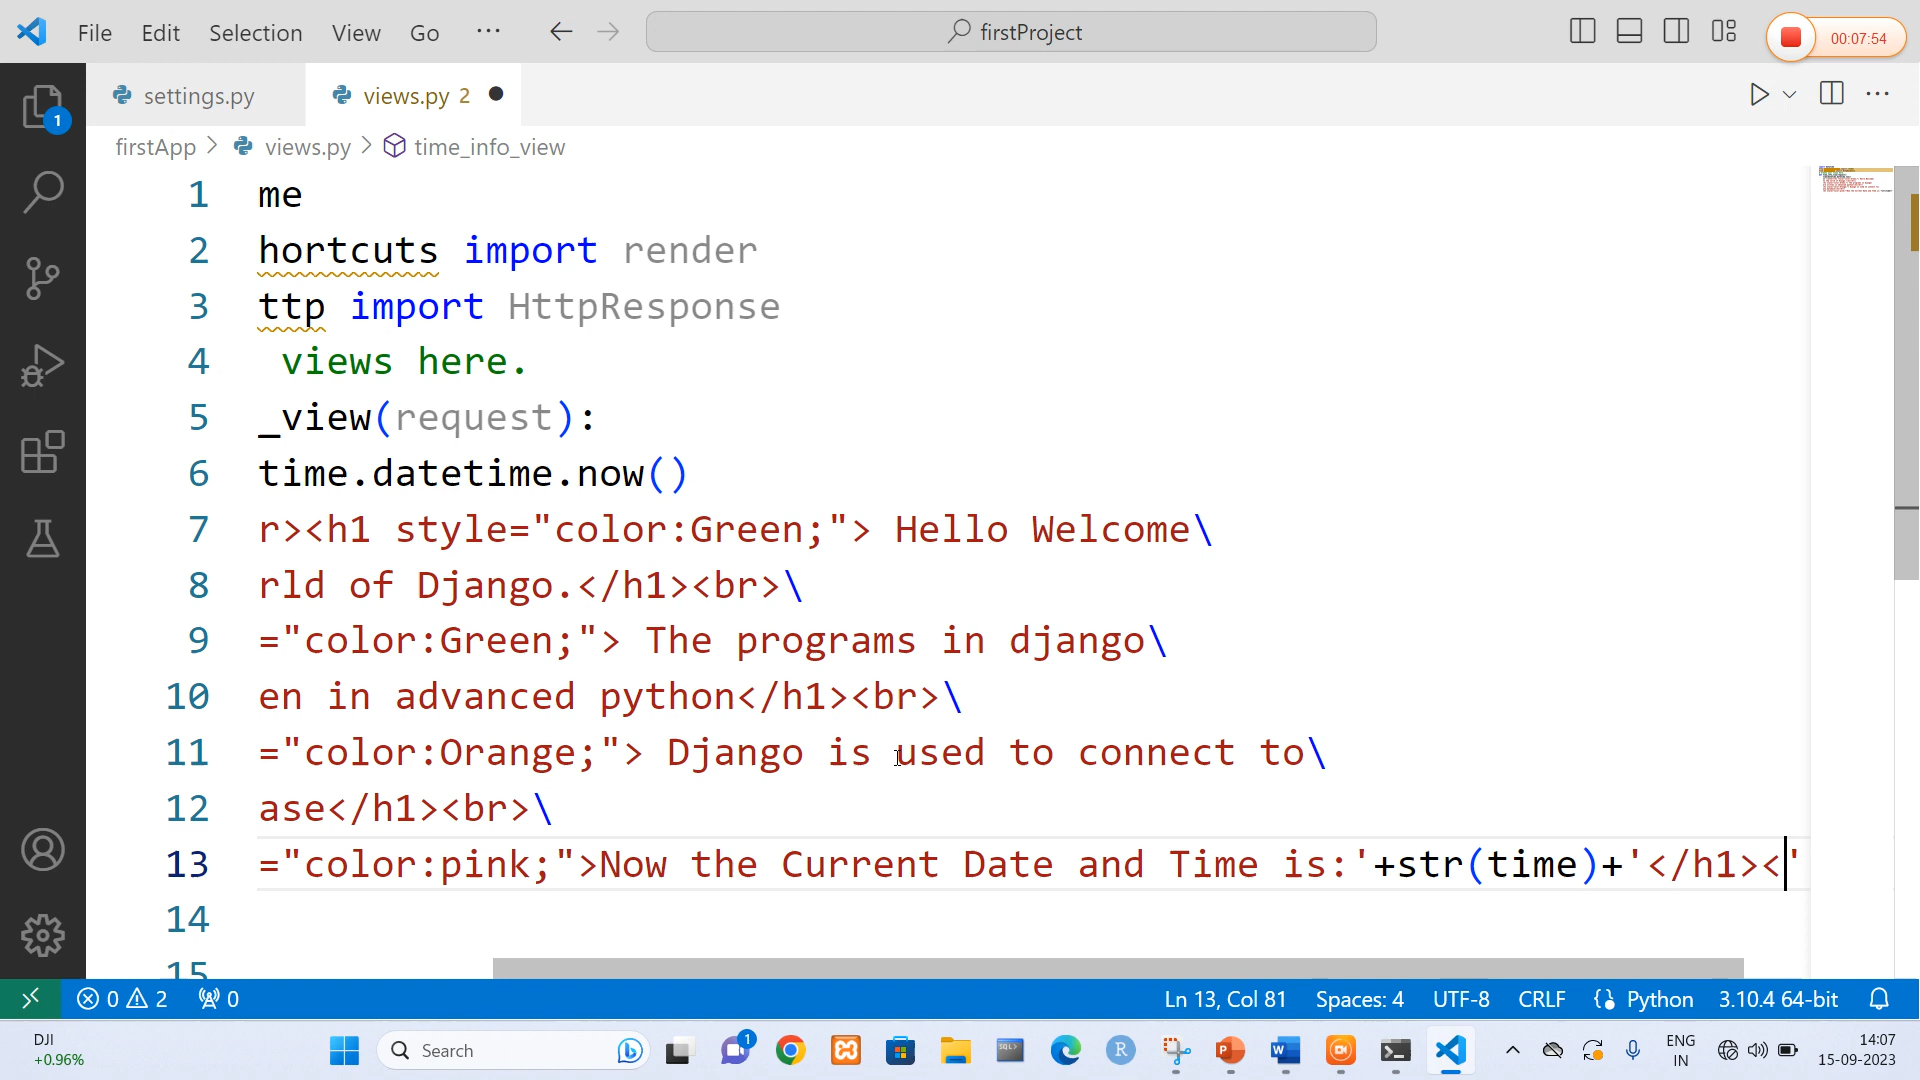 File Edit Selection View Go ··· firstProject 00:07:54
1
settings.py views.py 2
firstApp > views.py > time_info_view
1 me
2 hortcuts import render
3 ttp import HttpResponse
4 views here.
5 _view(request):
6 time.datetime.now()
7 r><h1 style="color:Green;"> Hello Welcome\
8 rld of Django.</h1><br>\
9 ="color:Green;"> The programs in django\
10 en in advanced python</h1><br>\
11 ="color:Orange;"> Django is used to connect to\
12 ase</h1><br>\
13 ="color:pink;">Now the Current Date and Time is:'+str(time)+'</h1><'
14
15
0 2 0 Ln 13, Col 81 Spaces: 4 UTF-8 CRLF Python 3.10.4 64-bit
DJI
+0.96%
Search
1
SQL>
R
P
W
ENG
IN
14:07
15-09-2023